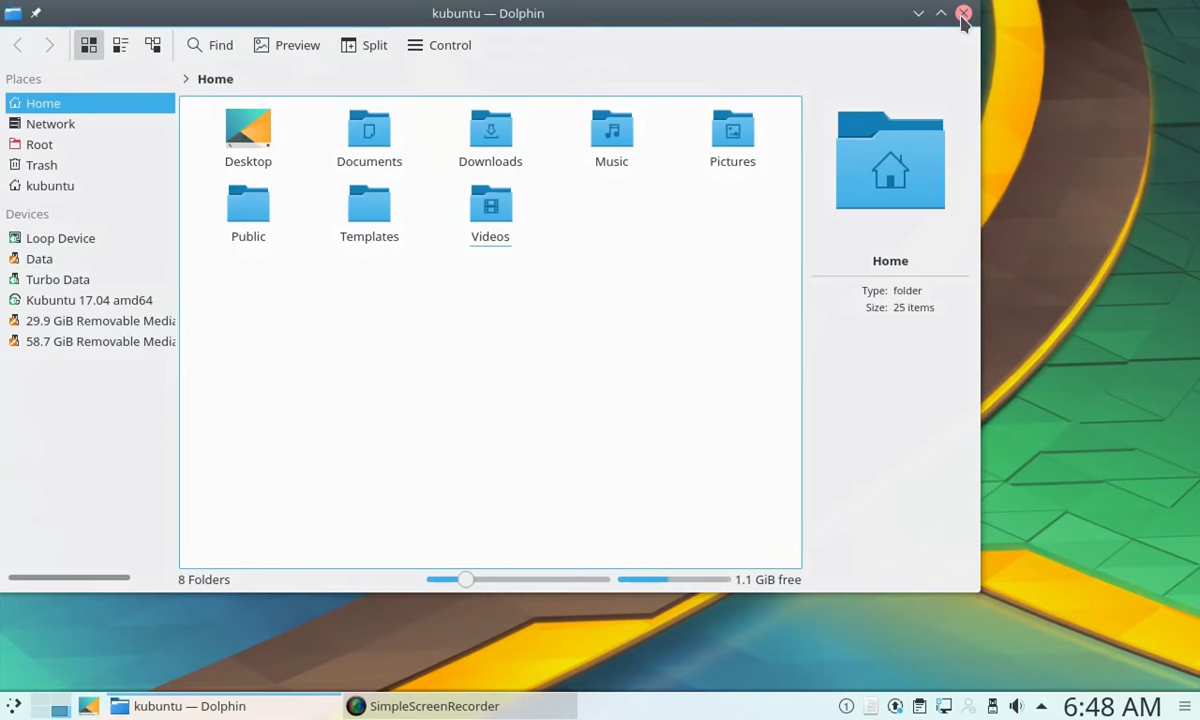 kubuntu — Dolphin
Find
Preview
Split
Control
Places
Home
Network
Root
Trash
kubuntu
Devices
Loop Device
Data
Turbo Data
Kubuntu 17.04 amd64
29.9 GiB Removable Media
58.7 GiB Removable Media
Home
Desktop
Documents
Downloads
Music
Pictures
Public
Templates
Videos
8 Folders
1.1 GiB free
Home
Type: folder
Size: 25 items
kubuntu — Dolphin
SimpleScreenRecorder
1
6:48 AM